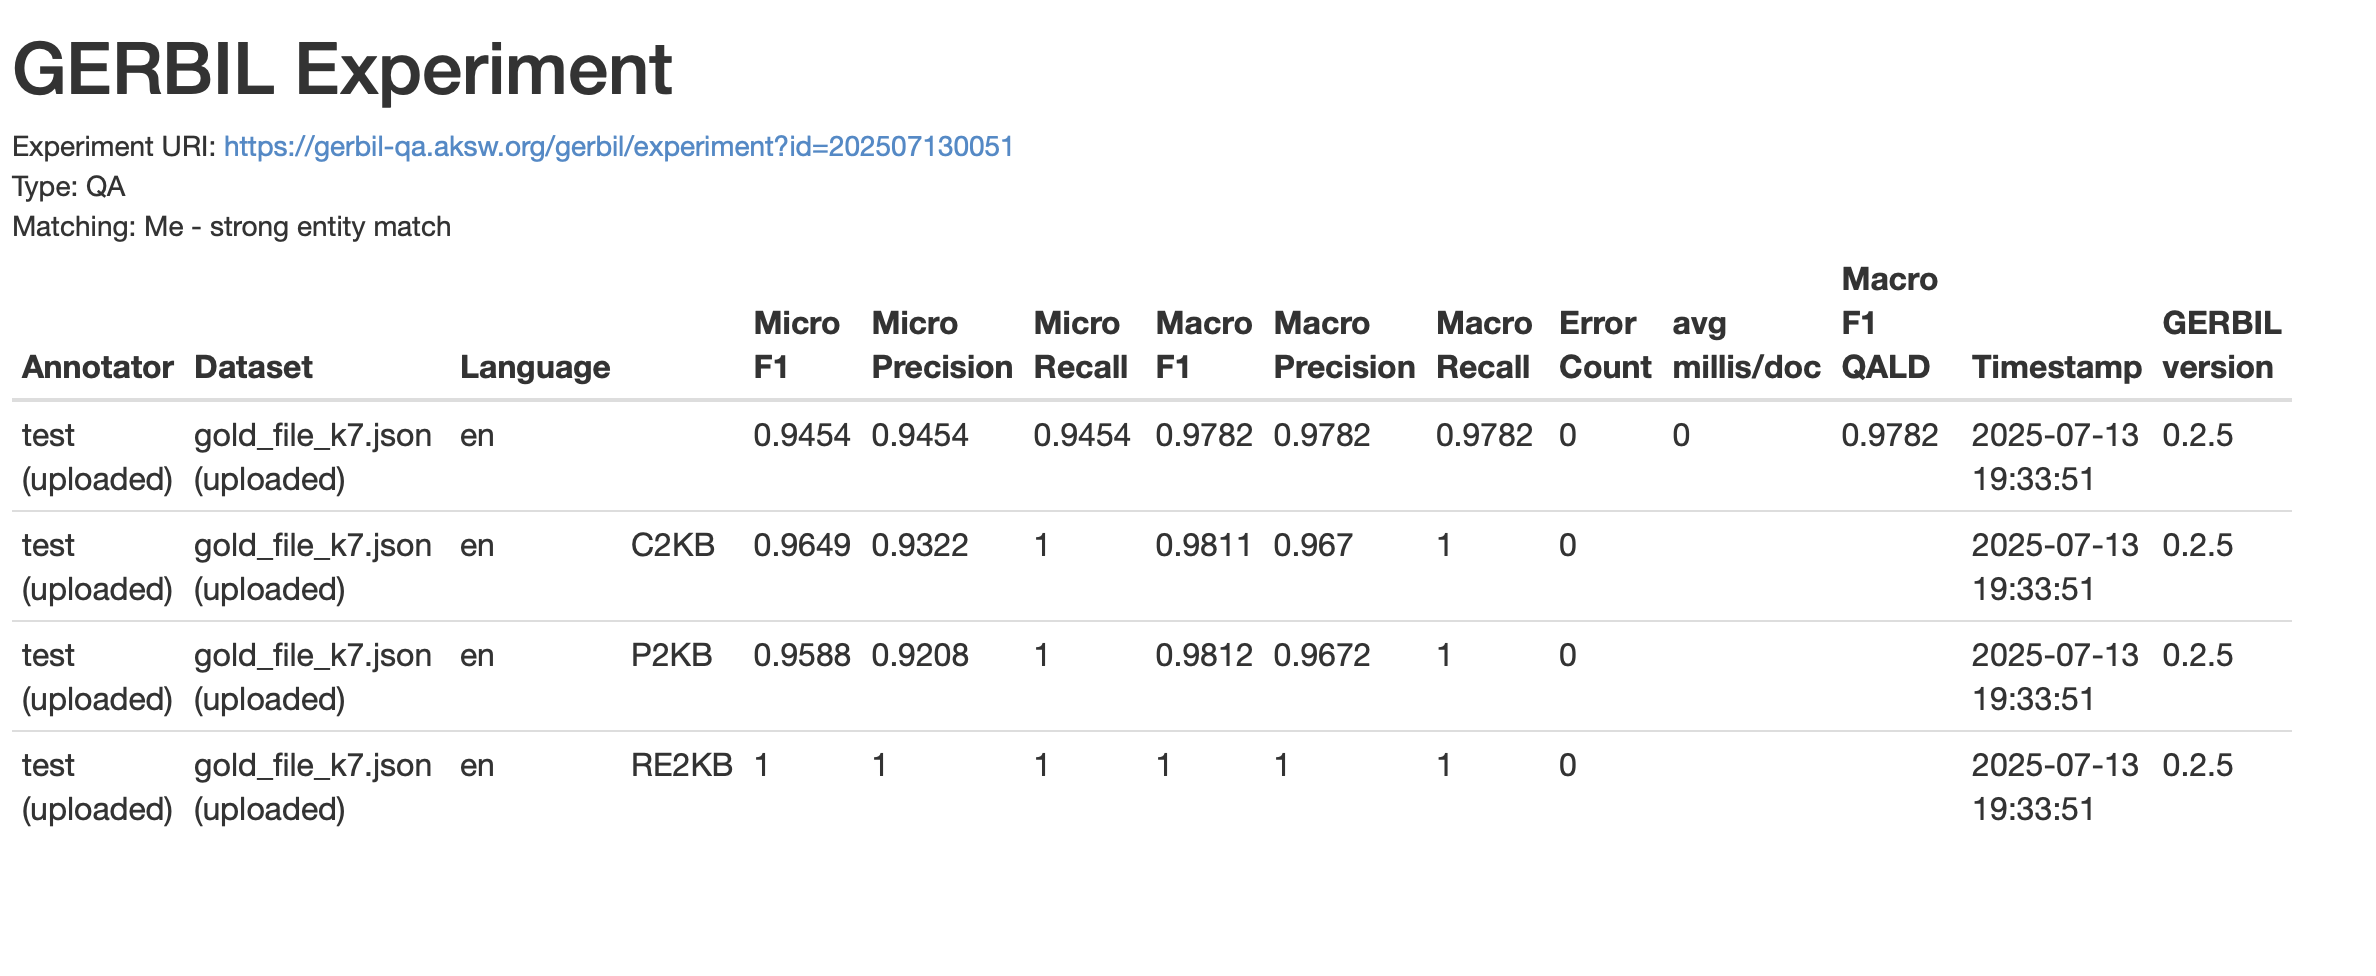 GERBIL Experiment
Experiment URI: https://gerbil-qa.aksw.org/gerbil/experiment?id=202507130051
Type: QA
Matching: Me - strong entity match
Annotator Dataset Language Micro F1 Micro Precision Micro Recall Macro F1 Macro Precision Macro Recall Error Count avg millis/doc Macro F1 QALD Timestamp GERBIL version
test (uploaded) gold_file_k7.json (uploaded) en 0.9454 0.9454 0.9454 0.9782 0.9782 0.9782 0 0 0.9782 2025-07-13 19:33:51 0.2.5
test (uploaded) gold_file_k7.json (uploaded) en C2KB 0.9649 0.9322 1 0.9811 0.967 1 0 2025-07-13 19:33:51 0.2.5
test (uploaded) gold_file_k7.json (uploaded) en P2KB 0.9588 0.9208 1 0.9812 0.9672 1 0 2025-07-13 19:33:51 0.2.5
test (uploaded) gold_file_k7.json (uploaded) en RE2KB 1 1 1 1 1 1 0 2025-07-13 19:33:51 0.2.5